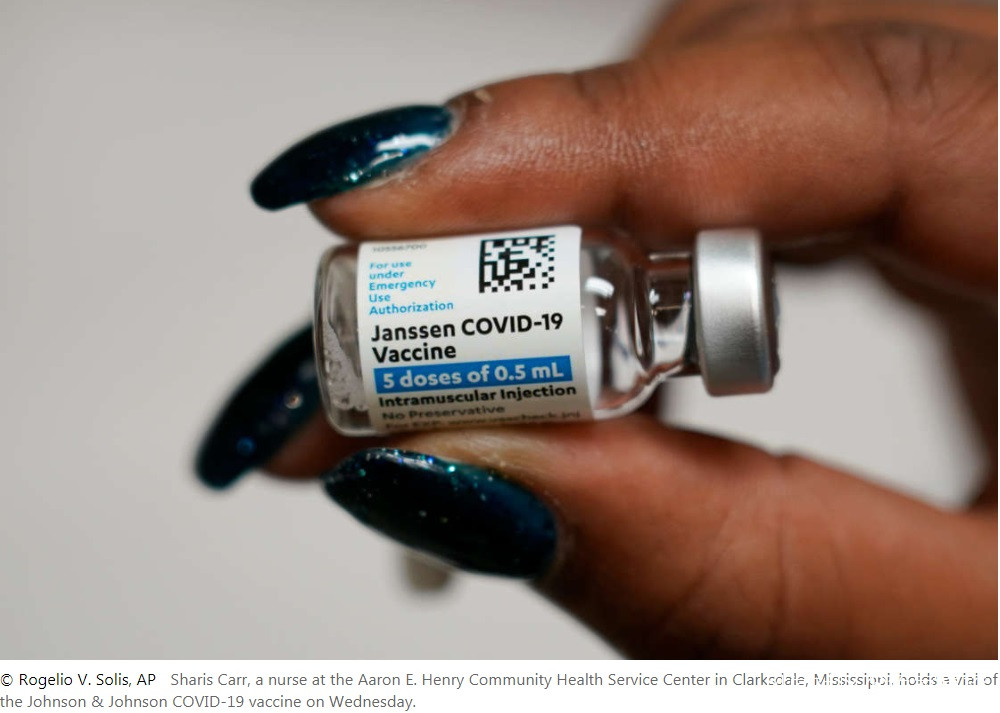 For use
under
Emergency
Use
Authorization
Janssen COVID-19
Vaccine
5 doses of 0.5 mL
Intramuscular Injection
No Preservative
© Rogelio V. Solis, AP Sharis Carr, a nurse at the Aaron E. Henry Community Health Service Center in Clarksdale, Mississippi, holds a vial of
the Johnson & Johnson COVID-19 vaccine on Wednesday.